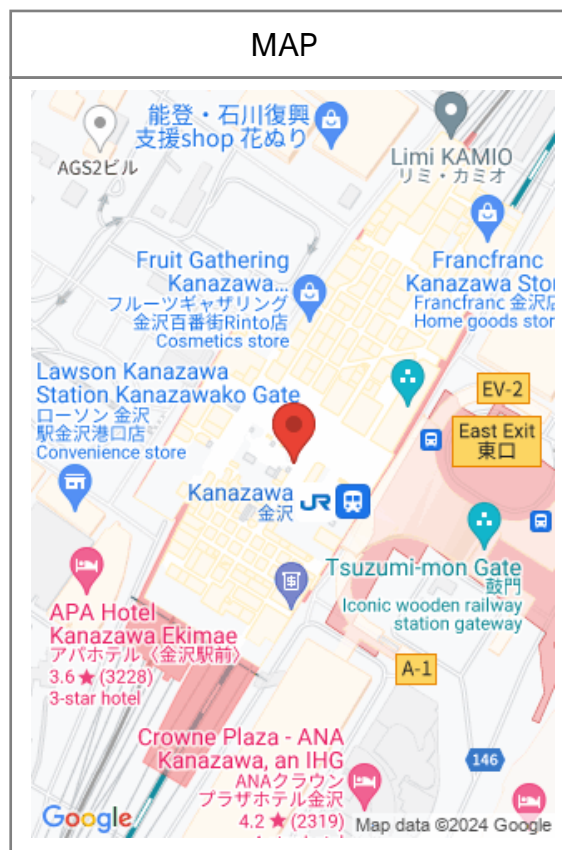 MAP
能登・石川復興
支援shop 花ぬり
AGS2ビル
Limi KAMIO
リミ・カミオ
Fruit Gathering
Kanazawa...
フルーツギャザリング
金沢百番街Rinto店
Cosmetics store
Francfranc
Kanazawa Stor
Francfranc 金沢店
Home goods stor
Lawson Kanazawa
Station Kanazawako Gate
ローソン 金沢
駅金沢港口店
Convenience store
EV-2
East Exit
東口
Kanazawa
金沢
JR
Tsuzumi-mon Gate
鼓門
Iconic wooden railway
station gateway
APA Hotel
Kanazawa Ekimae
アパホテル〈金沢駅前〉
3.6★(3228)
3-star hotel
A-1
Crowne Plaza - ANA
Kanazawa, an IHG
ANAクラウン
プラザホテル金沢
4.2★(2319)
146
Google
Map data ©2024 Google